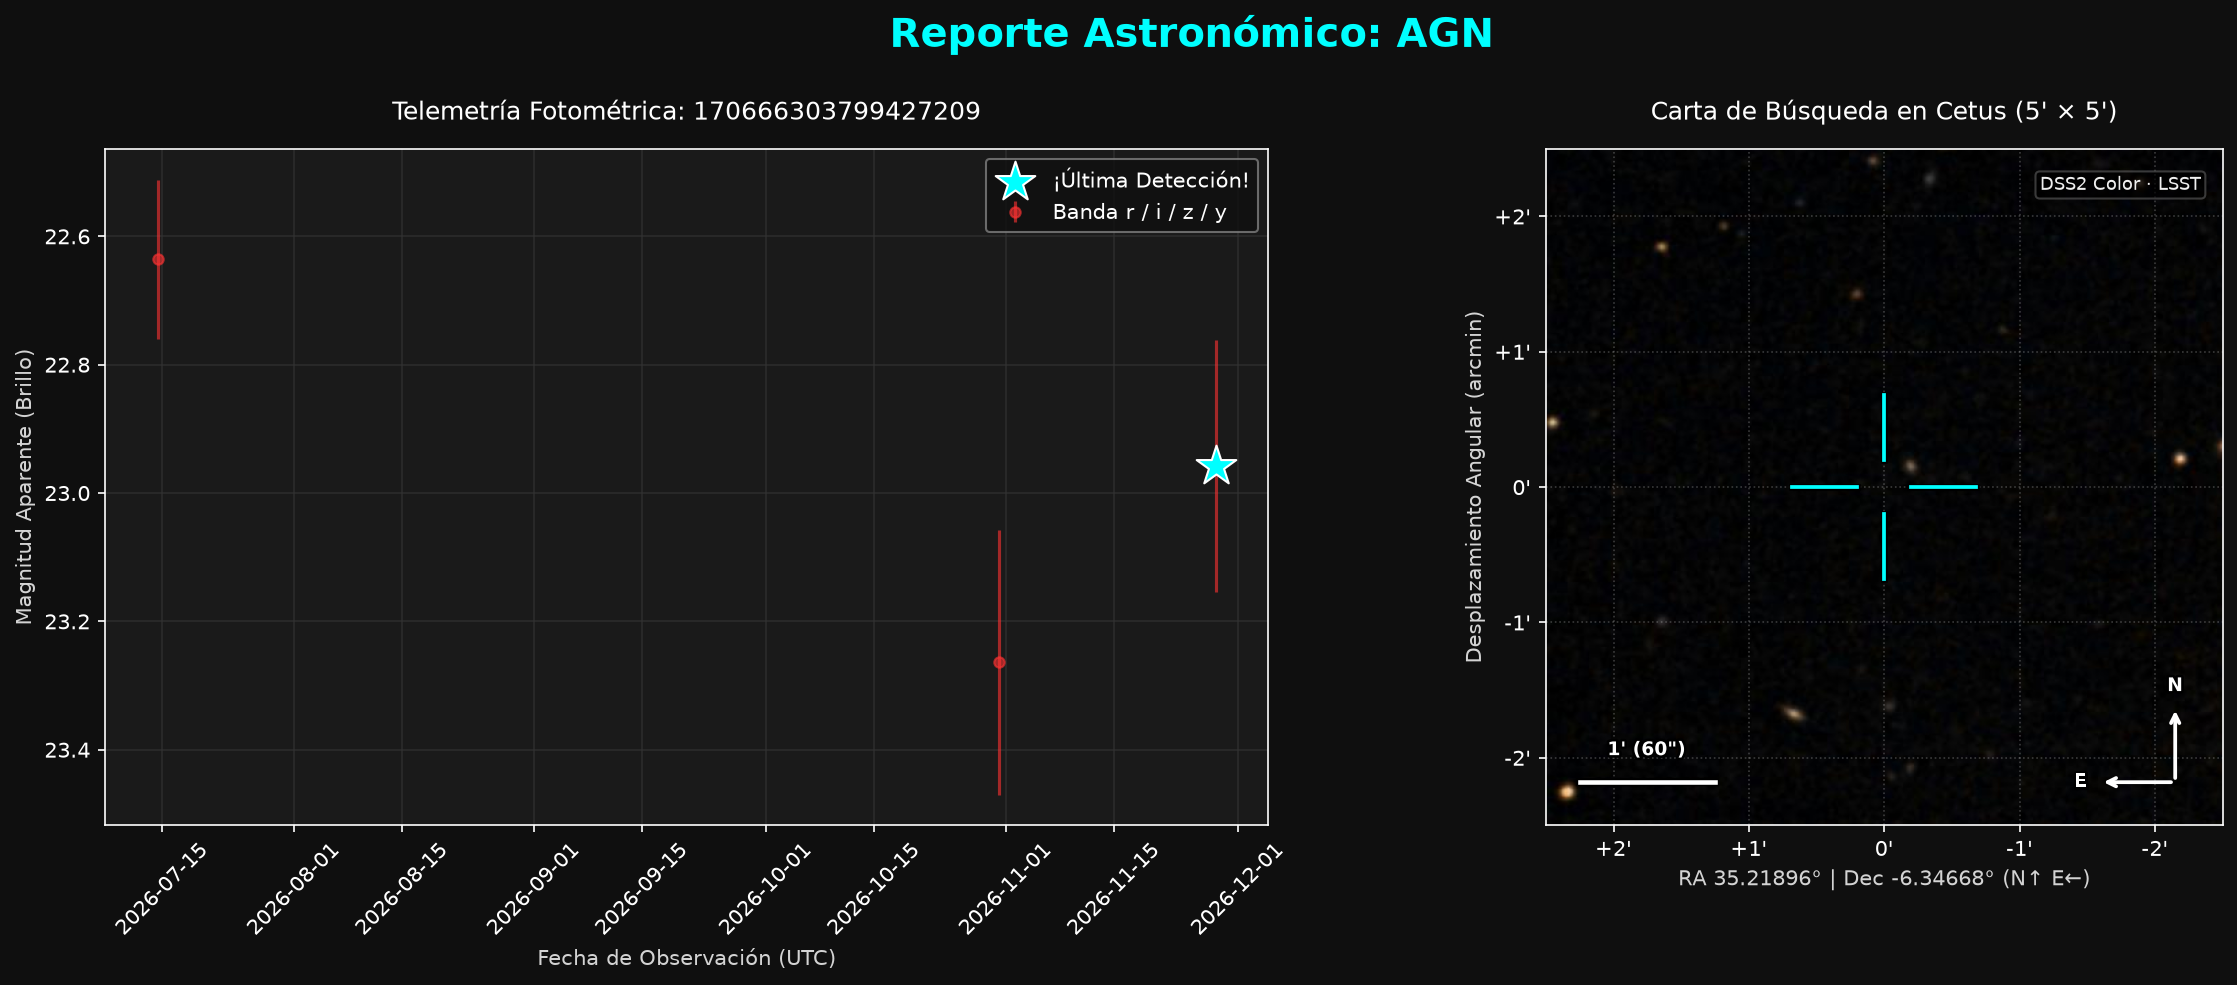 Reporte Astronómico: AGN
Telemetría Fotométrica: 170666303799427209
¡Última Detección!
Banda r / i / z / y
Magnitud Aparente (Brillo)
22.6
22.8
23.0
23.2
23.4
2026-07-15
2026-08-01
2026-08-15
2026-09-01
2026-09-15
2026-10-01
2026-10-15
2026-11-01
2026-11-15
2026-12-01
Fecha de Observación (UTC)
Carta de Búsqueda en Cetus (5' × 5')
DSS2 Color · LSST
Desplazamiento Angular (arcmin)
+2'
+1'
0'
-1'
-2'
N
E
1' (60")
+2'
+1'
0'
-1'
-2'
RA 35.21896° | Dec -6.34668° (N↑ E←)